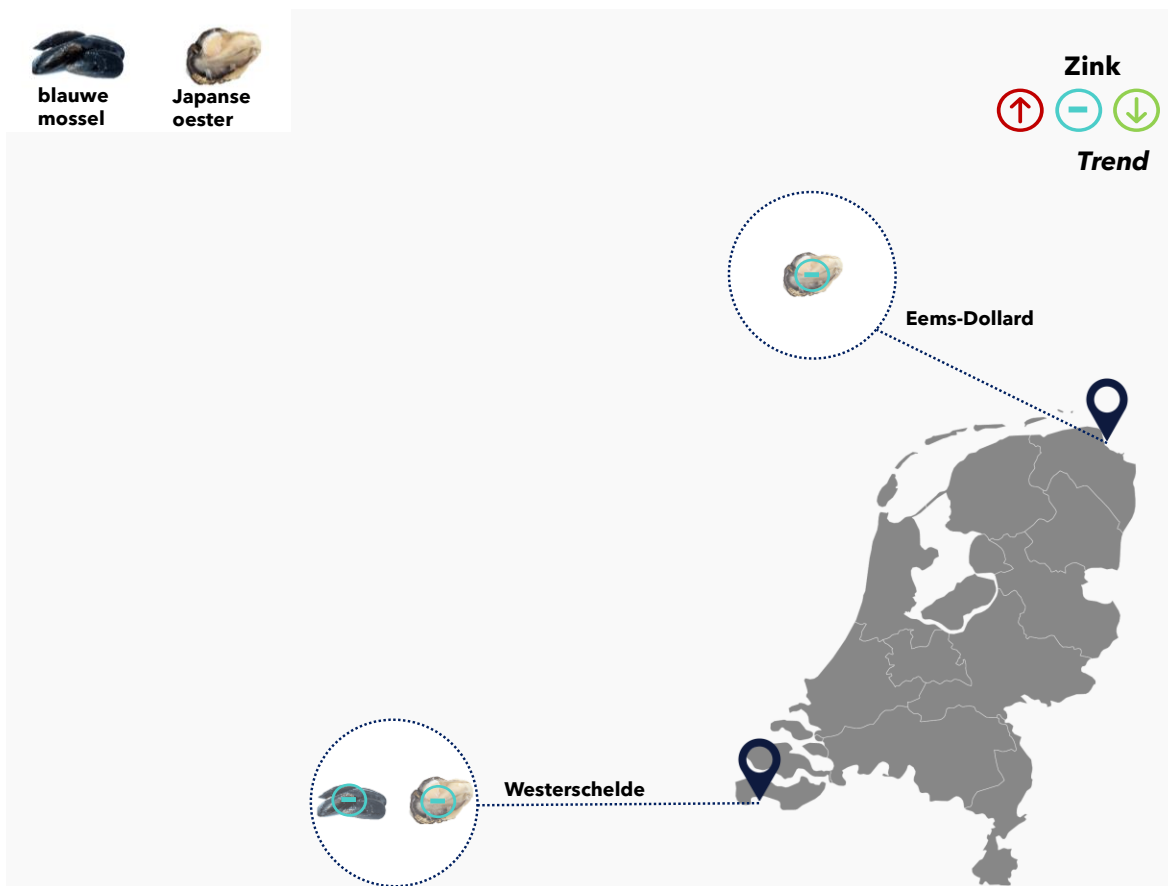 blauwe
mossel
Japanse
oester
Zink
Trend
Eems-Dollard
Westerschelde